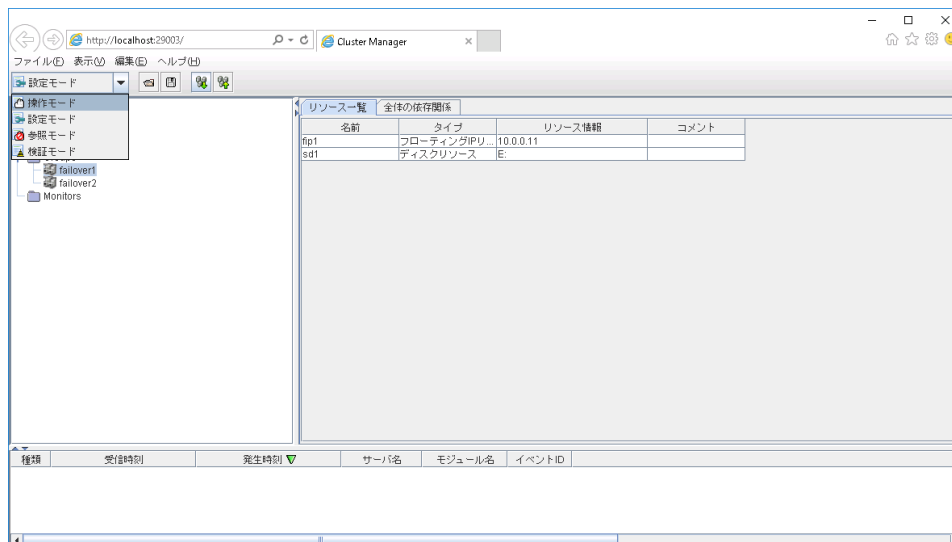 http://localhost:29003/
Cluster Manager
ファイル(F) 表示(V) 編集(E) ヘルプ(H)
設定モード
操作モード
設定モード
参照モード
検証モード
failover1
failover2
Monitors
リソース一覧 全体の依存関係
名前 タイプ リソース情報 コメント
fip1 フローティングIPリ... 10.0.0.11
sd1 ディスクリソース E:
種類 受信時刻 発生時刻 サーバ名 モジュール名 イベントID